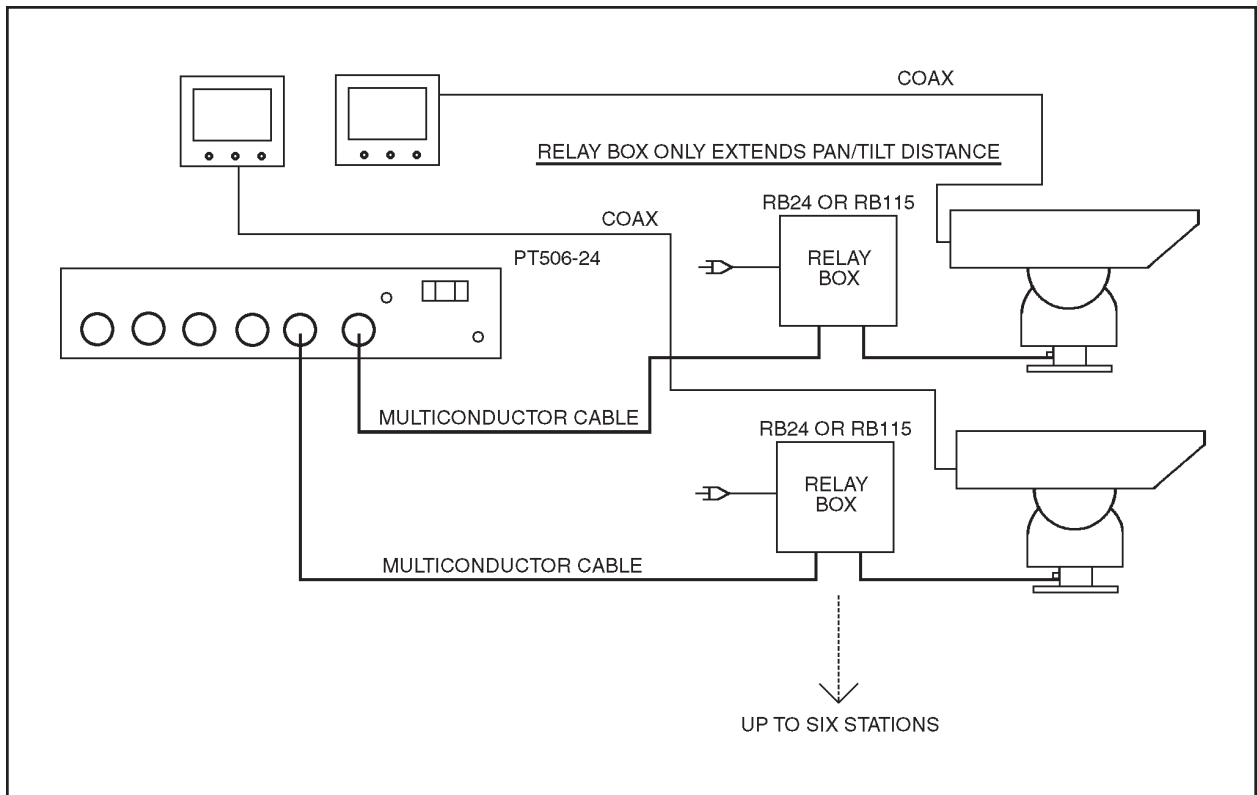 COAX
RELAY BOX ONLY EXTENDS PAN/TILT DISTANCE
RB24 OR RB115
COAX
PT506-24
RELAY
BOX
MULTICONDUCTOR CABLE
RB24 OR RB115
RELAY
BOX
MULTICONDUCTOR CABLE
UP TO SIX STATIONS